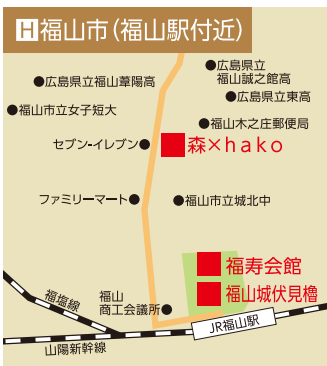 H福山市（福山駅付近）
●広島県立
福山誠之館高
●広島県立福山葦陽高
●広島県立東高
●福山市立女子短大
●福山木之庄郵便局
セブン-イレブン●
森×hako
ファミリーマート●
●福山市立城北中
福寿会館
福山城伏見櫓
福塩線
福山
商工会議所●
JR福山駅
山陽新幹線